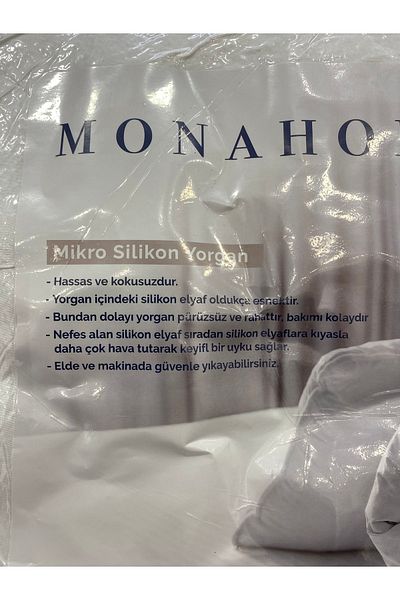 MONAHO
Mikro Silikon Yorgan
- Hassas ve kokusuzdur.
- Yorgan içindeki silikon elyaf oldukça esnektir.
- Bundan dolayı yorgan pürüzsüz ve rahattır, bakımı kolaydır
- Nefes alan silikon elyaf sıradan silikon elyaflara kıyasla
daha çok hava tutarak keyifli bir uyku sağlar.
- Elde ve makinada güvenle yıkayabilirsiniz.